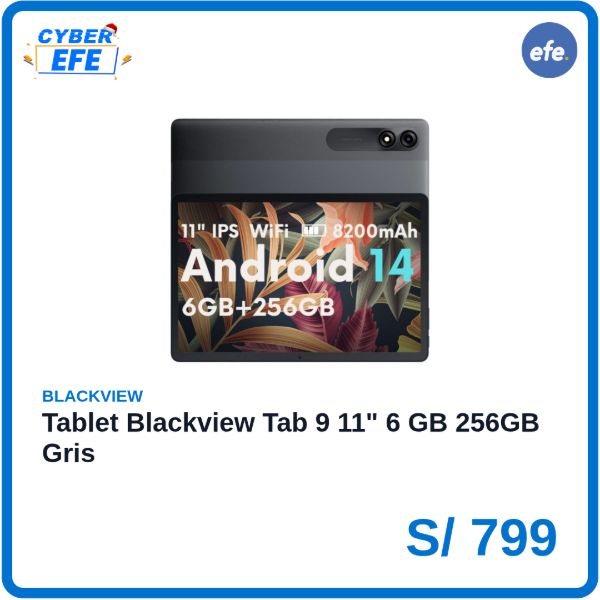 CYBER
EFE
efe.
11" IPS WiFi 8200mAh
Android 14
6GB+256GB
BLACKVIEW
Tablet Blackview Tab 9 11" 6 GB 256GB
Gris
S/ 799